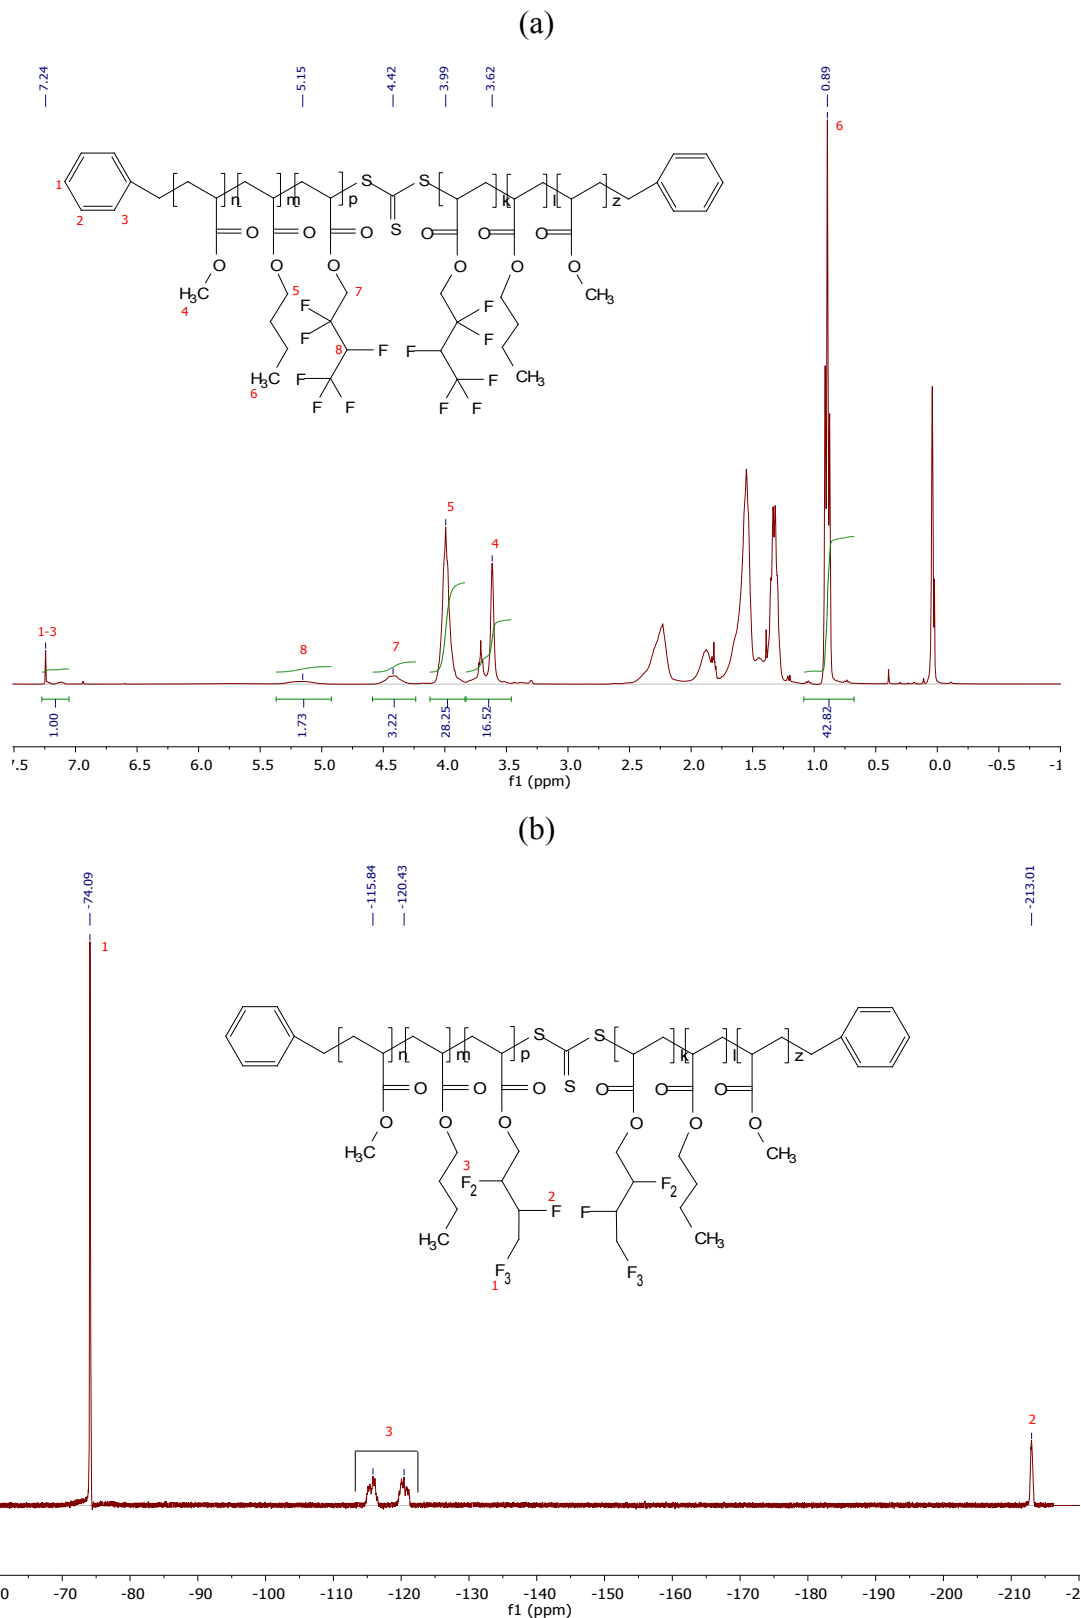 (a)
7.24 5.15 4.42 3.99 3.62 0.89
6
S S
1 n m p k l z
2 3 S
O O O O O O
O O O O O O
H₃C 5 7 CH₃
4 F F
F F
8 F F
H₃C F F CH₃
6 F F F F
5
4
1-3 8 7
1.00 1.73 3.22 28.25 16.52 42.82
7.5 7.0 6.5 6.0 5.5 5.0 4.5 4.0 3.5 3.0 2.5 2.0 1.5 1.0 0.5 0.0 -0.5 -1
f1 (ppm)
(b)
-74.09 -115.84 -120.43 -213.01
1
S S
n m p k l z
S
O O O O O O
O O O O O O
H₃C CH₃
3
F₂ 2 F₂
F F
H₃C CH₃
F₃ F₃
1
3 2
0 -70 -80 -90 -100 -110 -120 -130 -140 -150 -160 -170 -180 -190 -200 -210 -2
f1 (ppm)